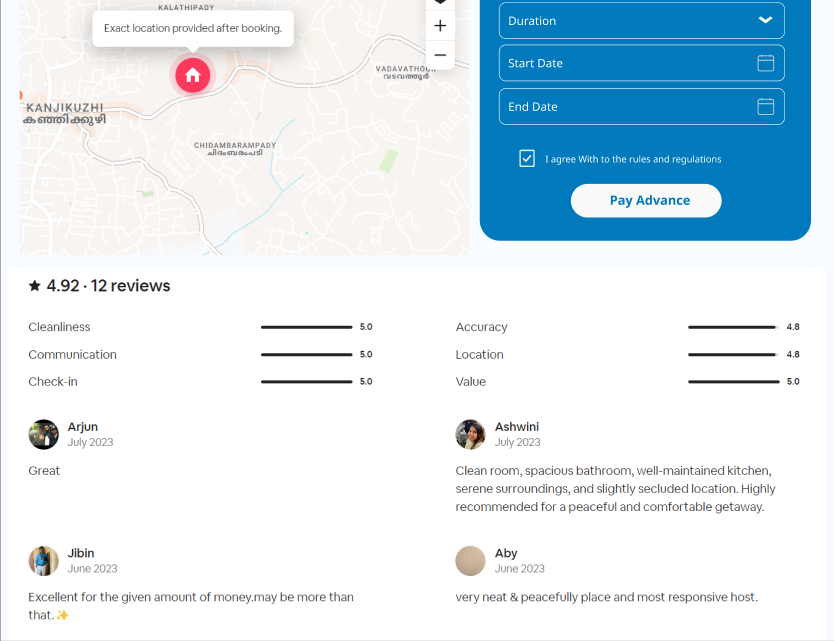 KALATHIPADY
Exact location provided after booking.
VADAVATHOOR
വടവത്തൂർ
KANJIKUZHI
കഞ്ഞിക്കുഴി
CHIDAMBARAMPADY
ചിദംബരംപടി
Duration
Start Date
End Date
I agree With to the rules and regulations
Pay Advance
★ 4.92 · 12 reviews
Cleanliness 5.0
Accuracy 4.8
Communication 5.0
Location 4.8
Check-in 5.0
Value 5.0
Arjun
July 2023
Great
Ashwini
July 2023
Clean room, spacious bathroom, well-maintained kitchen,
serene surroundings, and slightly secluded location. Highly
recommended for a peaceful and comfortable getaway.
Jibin
June 2023
Excellent for the given amount of money.may be more than
that. ✨
Aby
June 2023
very neat & peacefully place and most responsive host.